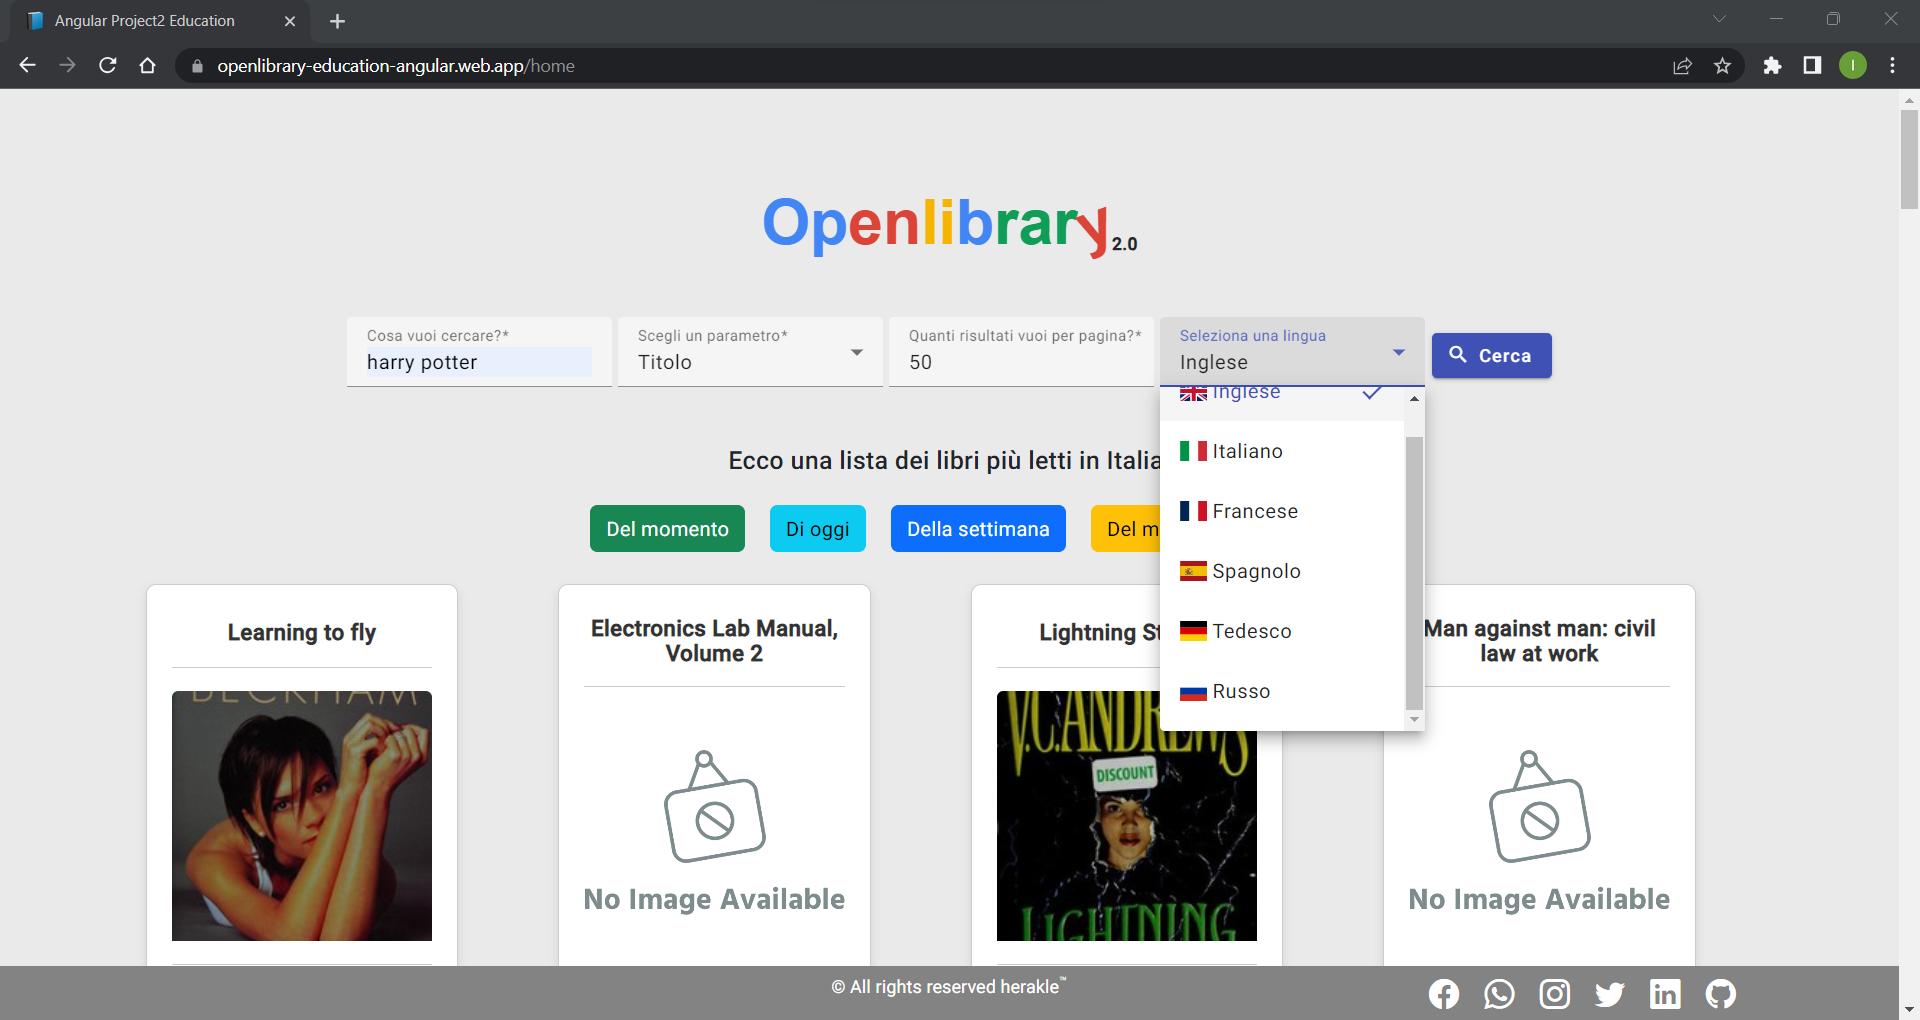 Angular Project2 Education
openlibrary-education-angular.web.app/home
I
Openlibrary 2.0
Cosa vuoi cercare?*
harry potter
Scegli un parametro*
Titolo
Quanti risultati vuoi per pagina?*
50
Seleziona una lingua
Inglese
Cerca
Inglese
Italiano
Francese
Spagnolo
Tedesco
Russo
Ecco una lista dei libri più letti in Italia
Del momento
Di oggi
Della settimana
Del m
Learning to fly
BECKHAM
Electronics Lab Manual,
Volume 2
No Image Available
Lightning St
V.C. ANDREWS
DISCOUNT
LIGHTNING
Man against man: civil
law at work
No Image Available
© All rights reserved herakle™